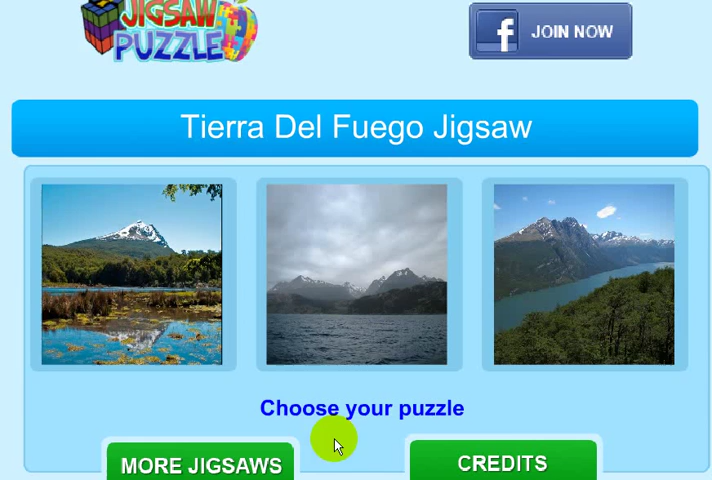 JIGSAW
PUZZLE
f JOIN NOW
Tierra Del Fuego Jigsaw
Choose your puzzle
MORE JIGSAWS
CREDITS